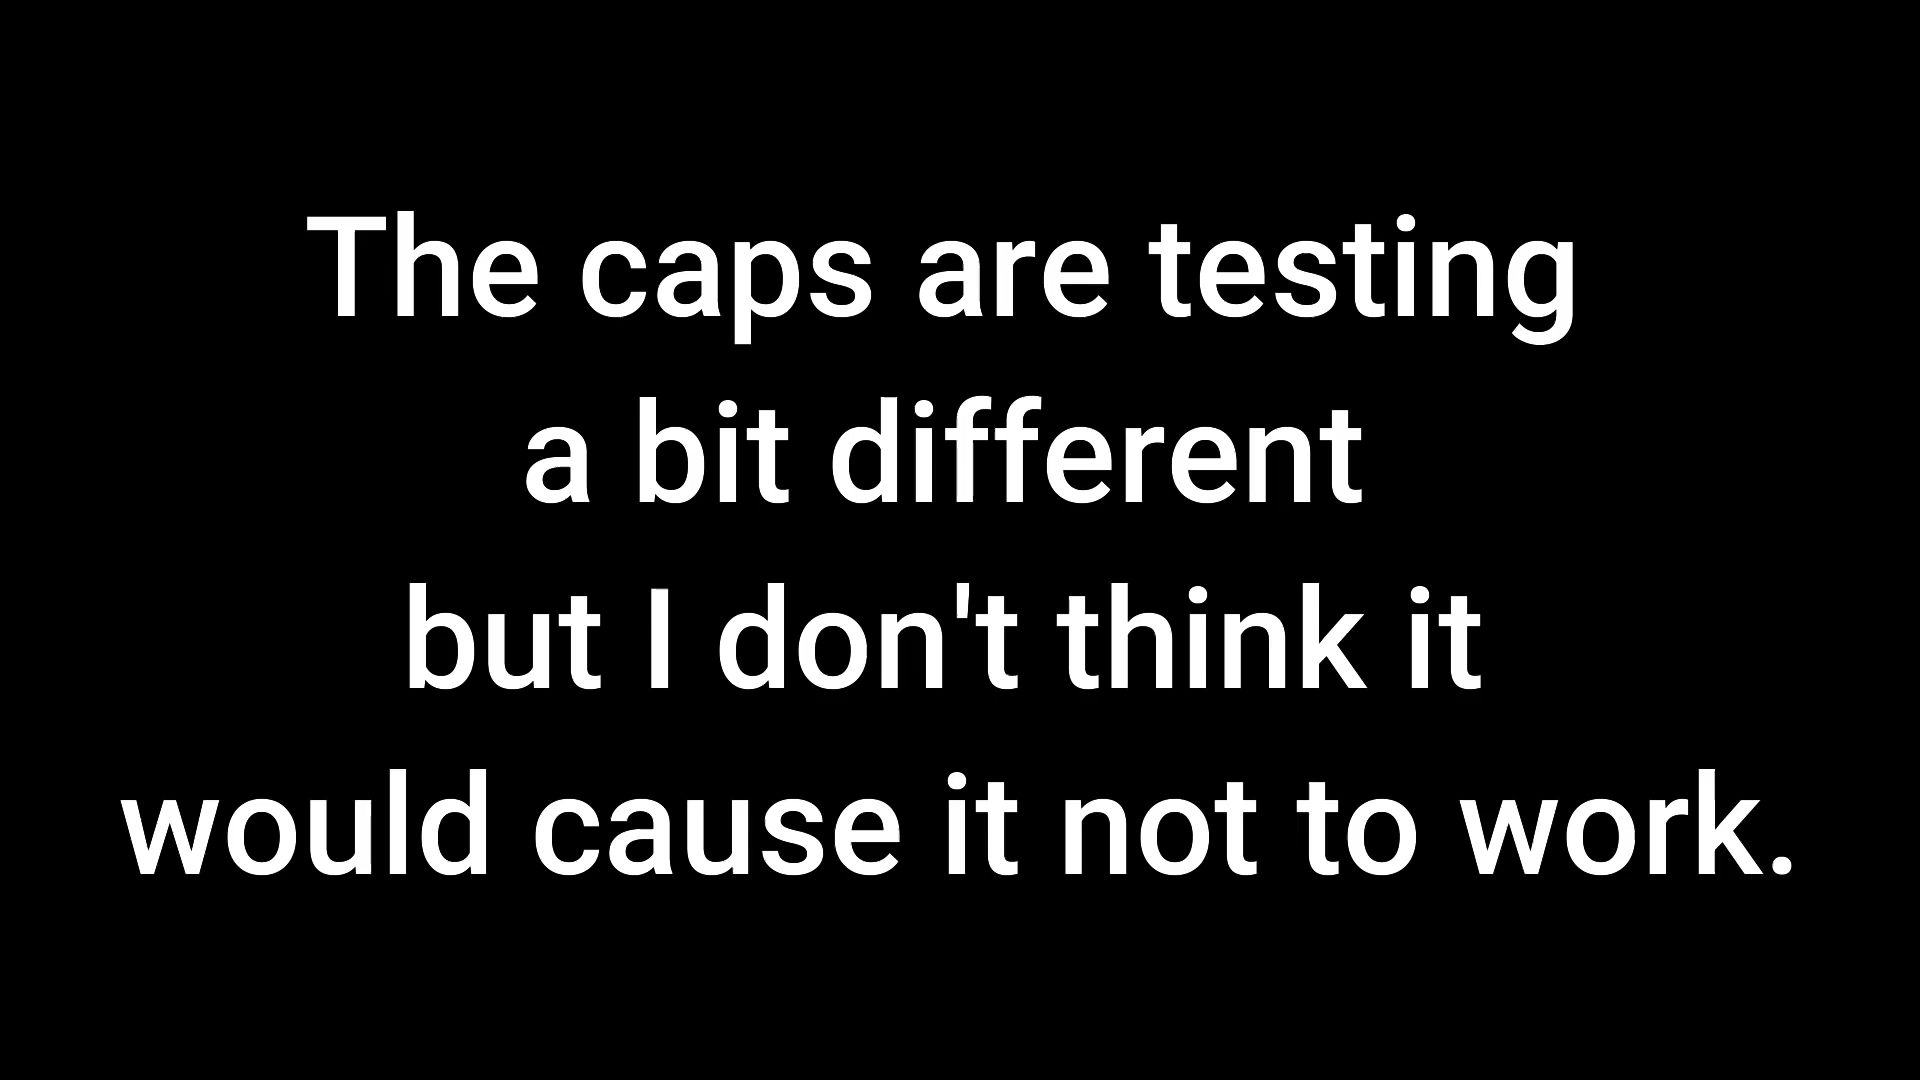 The caps are testing
a bit different
but I don't think it
would cause it not to work.